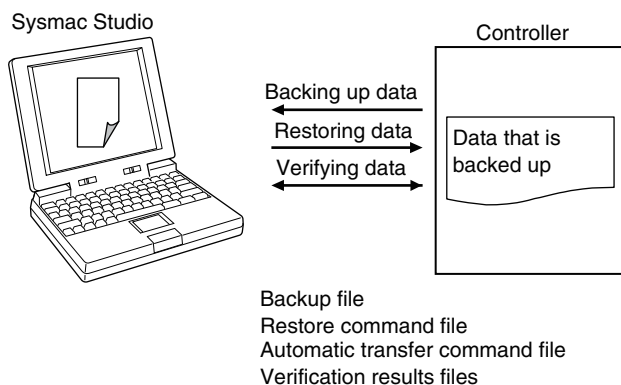 Sysmac Studio
Controller
Backing up data
Restoring data
Verifying data
Data that is
backed up
Backup file
Restore command file
Automatic transfer command file
Verification results files